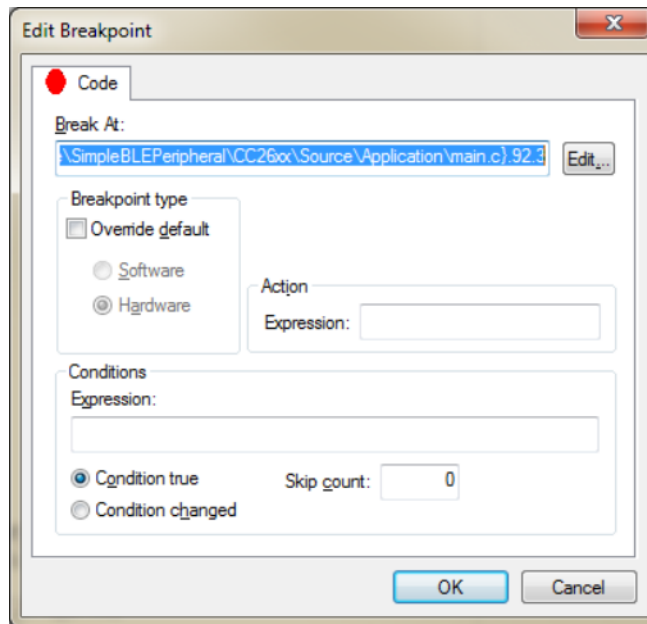 Edit Breakpoint
Code
Break At:
\SimpleBLEPeripheral\CC26xx\Source\Application\main.c}.92.3
Edit...
Breakpoint type
Override default
Software
Hardware
Action
Expression:
Conditions
Expression:
Condition true
Skip count: 0
Condition changed
OK Cancel